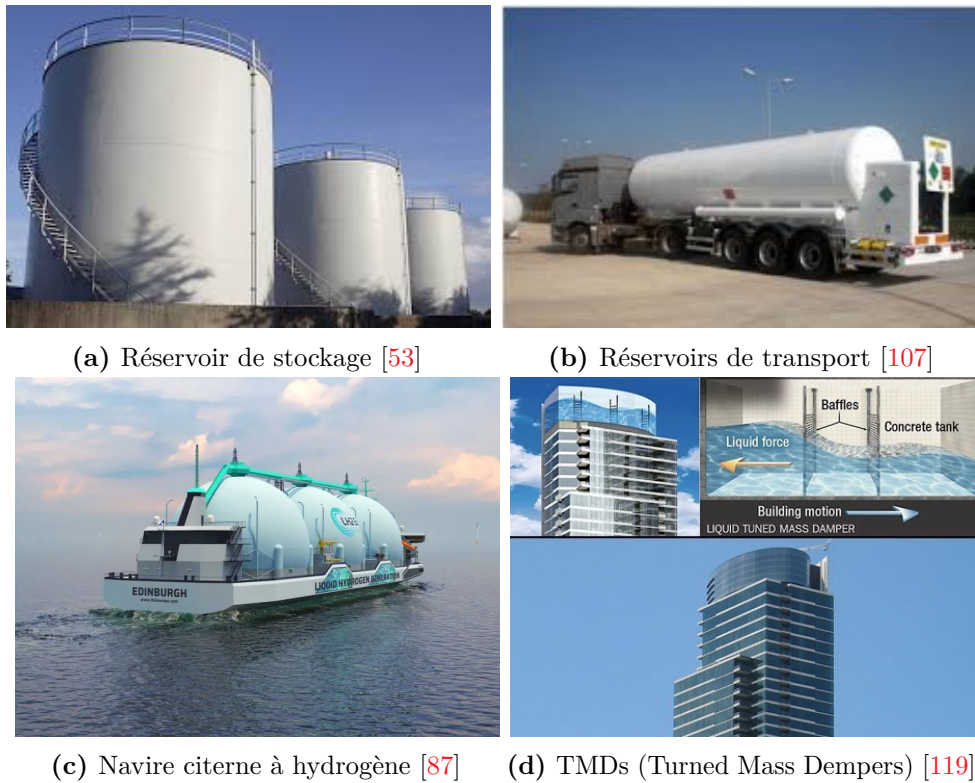 (a) Réservoir de stockage [53]
(b) Réservoirs de transport [107]
LH2E
LIQUID HYDROGEN GENERATION
EDINBURGH
Baffles
Concrete tank
Liquid force
Building motion
LIQUID TUNED MASS DAMPER
(c) Navire citerne à hydrogène [87]
(d) TMDs (Turned Mass Dempers) [119]